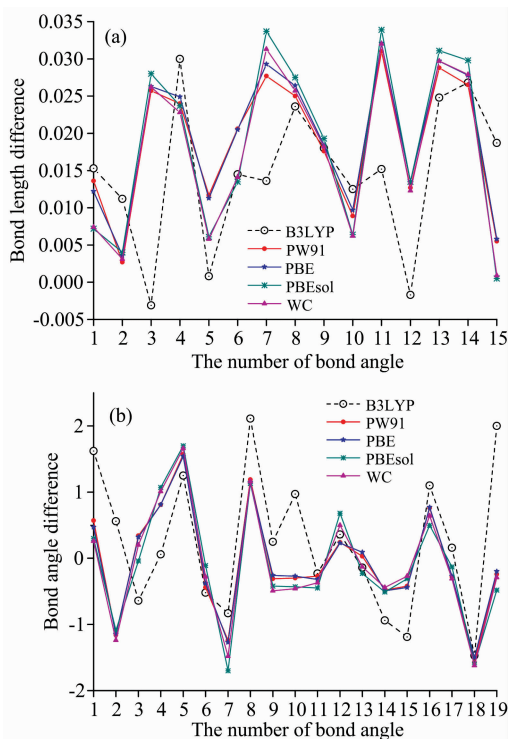 (a)
Bond length difference
0.035
0.030
0.025
0.020
0.015
0.010
0.005
0.000
-0.005
B3LYP
PW91
PBE
PBEsol
WC
1 2 3 4 5 6 7 8 9 10 11 12 13 14 15
The number of bond angle
(b)
Bond angle difference
2
1
0
-1
-2
B3LYP
PW91
PBE
PBEsol
WC
1 2 3 4 5 6 7 8 9 10 11 12 13 14 15 16 17 18 19
The number of bond angle